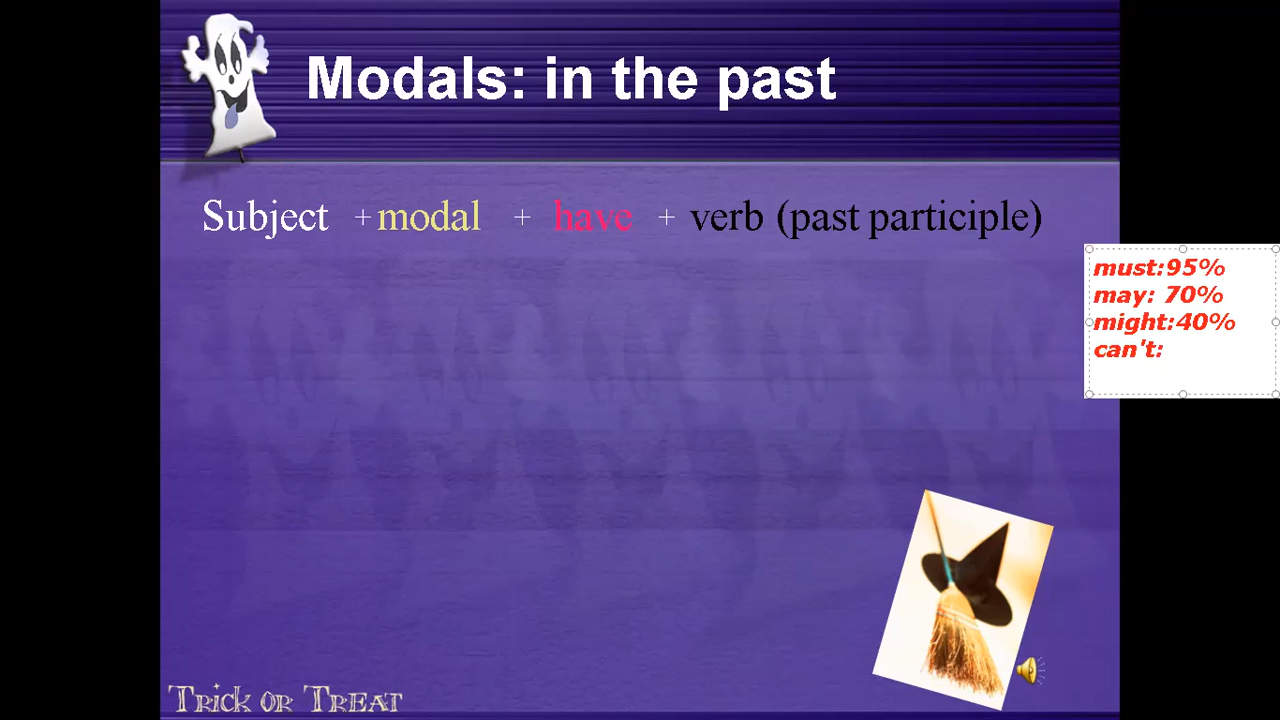 Modals: in the past
Subject + modal + have + verb (past participle)
must:95%
may: 70%
might:40%
can't:
Trick or Treat